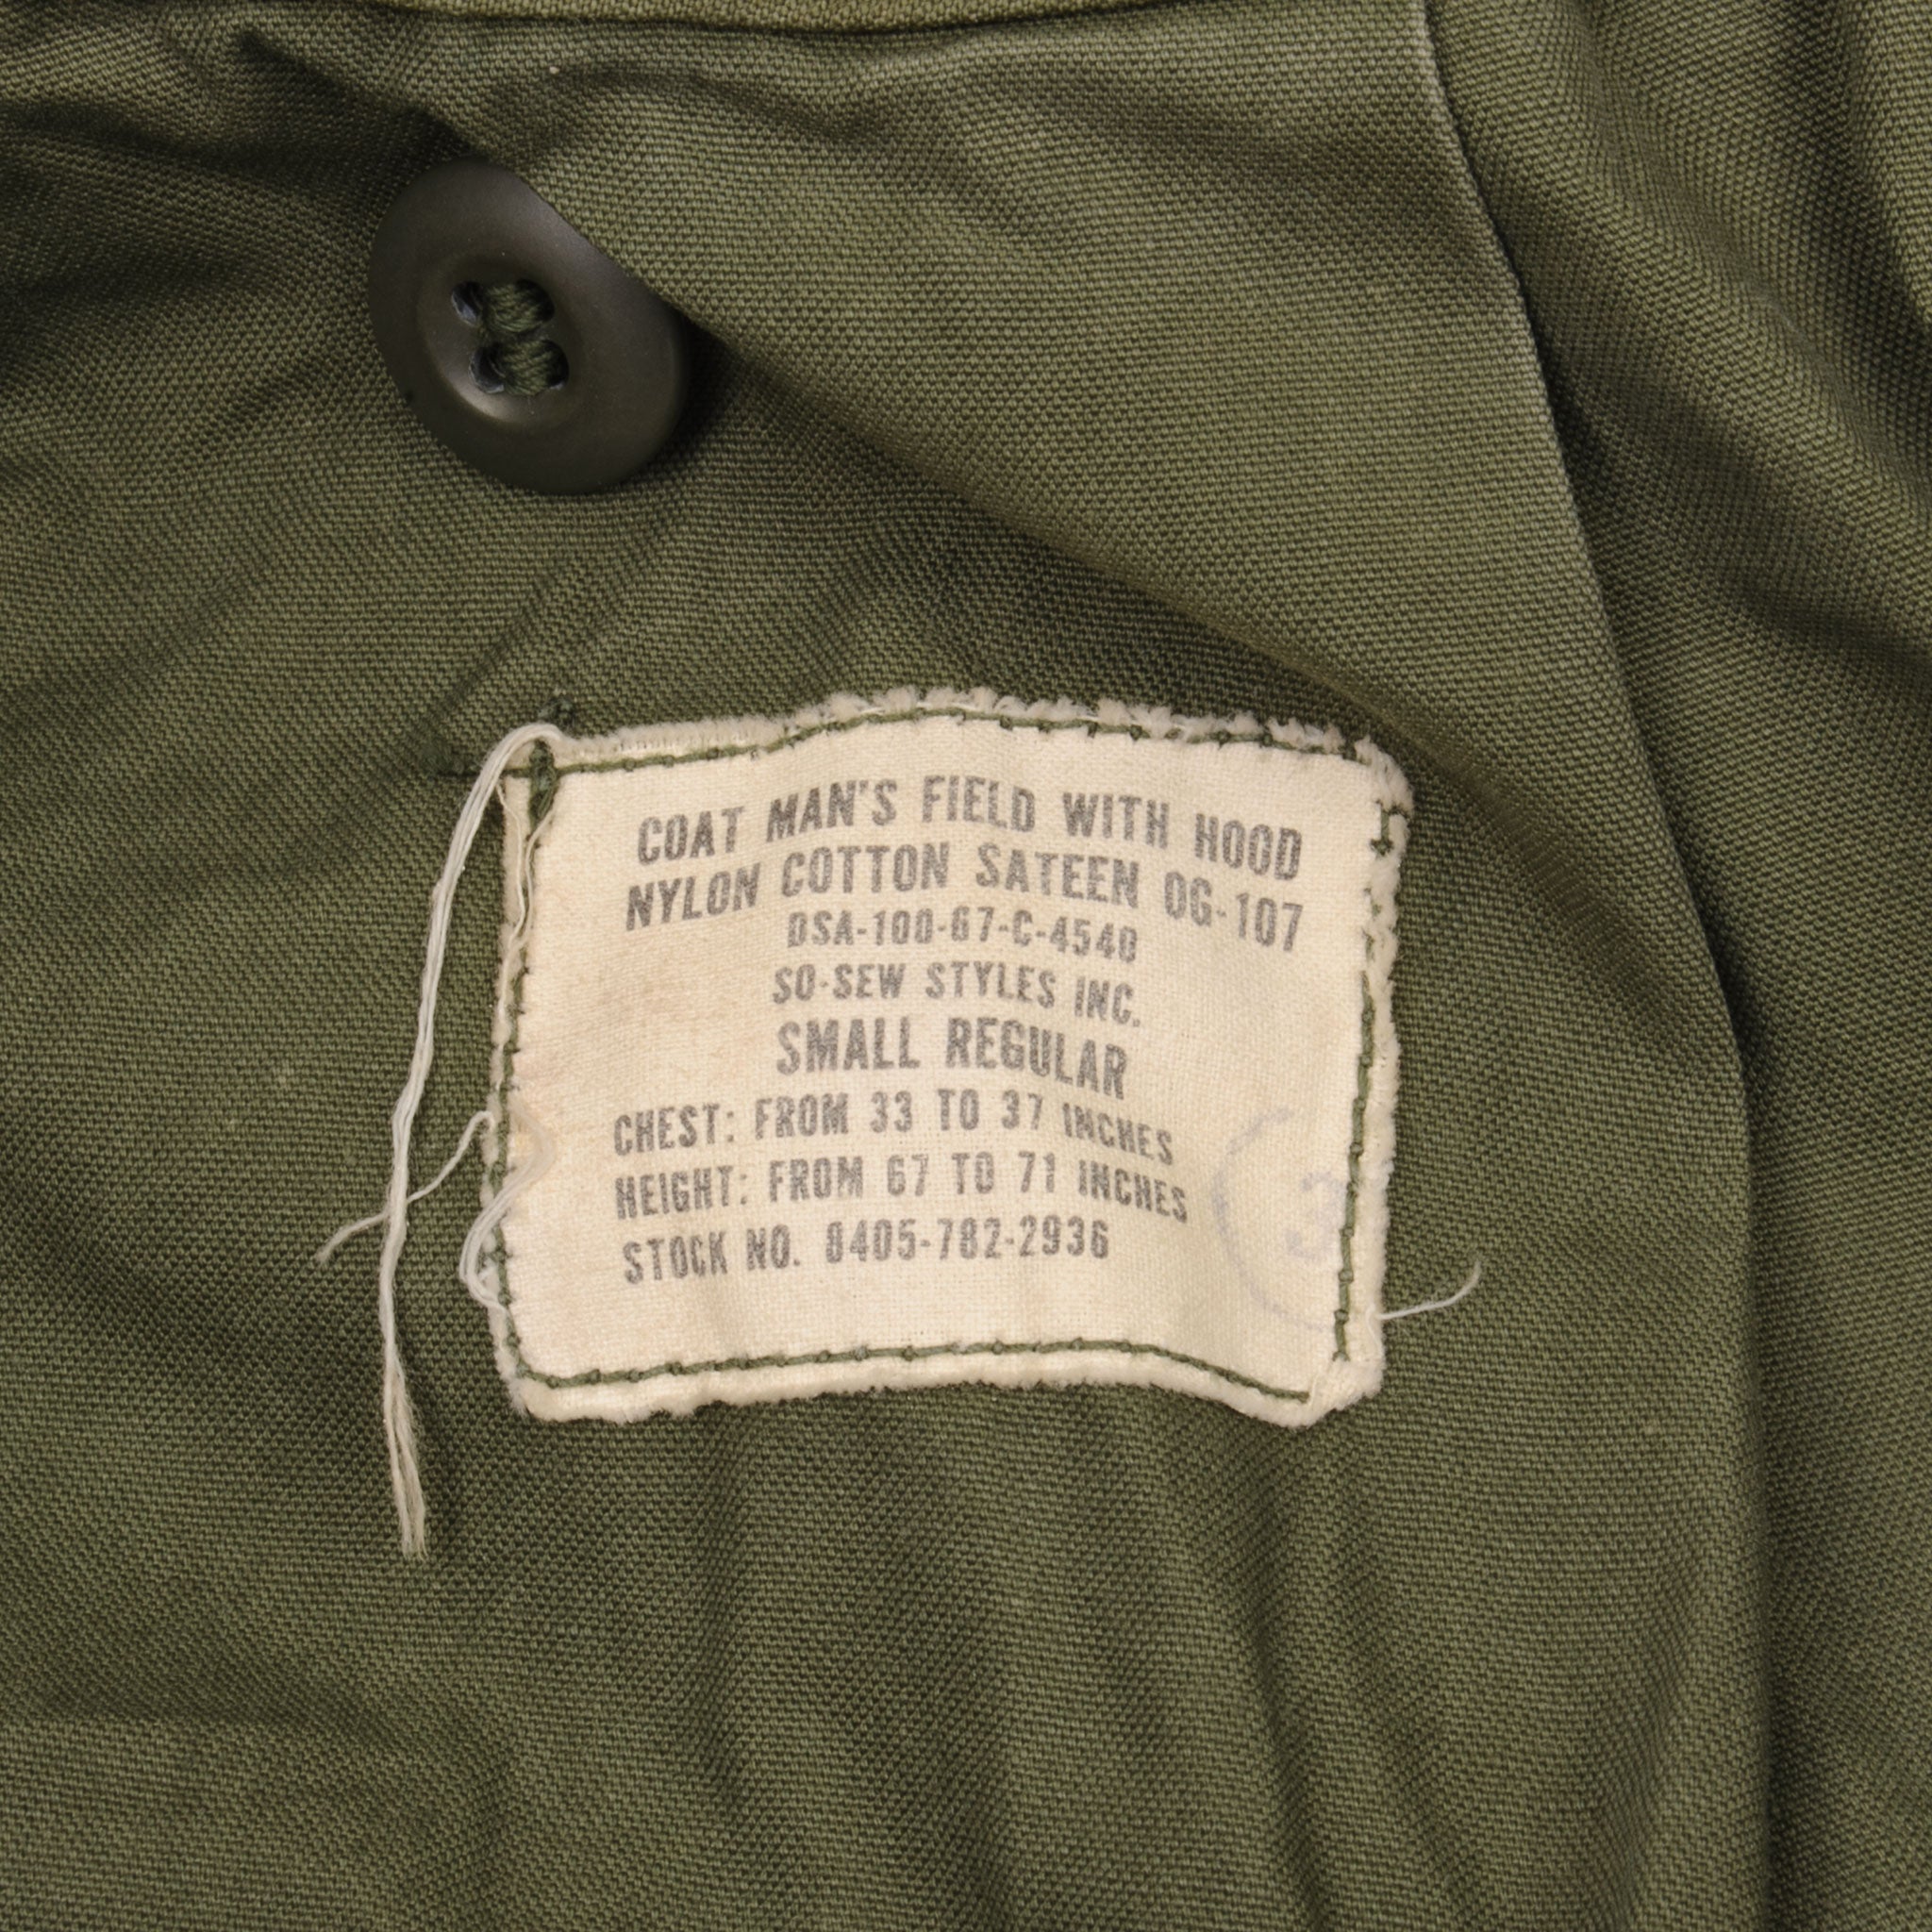 COAT MAN'S FIELD WITH HOOD
NYLON COTTON SATEEN OG-107
DSA-100-67-C-4540
SO-SEW STYLES INC.
SMALL REGULAR
CHEST: FROM 33 TO 37 INCHES
HEIGHT: FROM 67 TO 71 INCHES
STOCK NO. 8405-782-2936
3